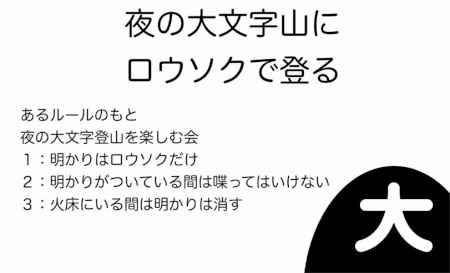 夜の大文字山に
ロウソクで登る
あるルールのもと
夜の大文字登山を楽しむ会
１：明かりはロウソクだけ
２：明かりがついている間は喋ってはいけない
３：火床にいる間は明かりは消す
大